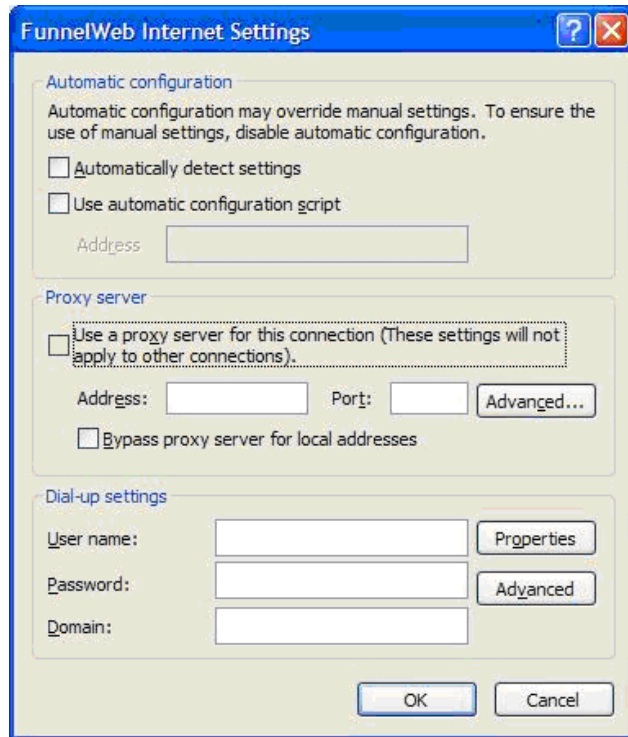 FunnelWeb Internet Settings
Automatic configuration
Automatic configuration may override manual settings. To ensure the
use of manual settings, disable automatic configuration.
Automatically detect settings
Use automatic configuration script
Address
Proxy server
Use a proxy server for this connection (These settings will not
apply to other connections).
Address: Port: Advanced...
Bypass proxy server for local addresses
Dial-up settings
User name: Properties
Password: Advanced
Domain:
OK Cancel